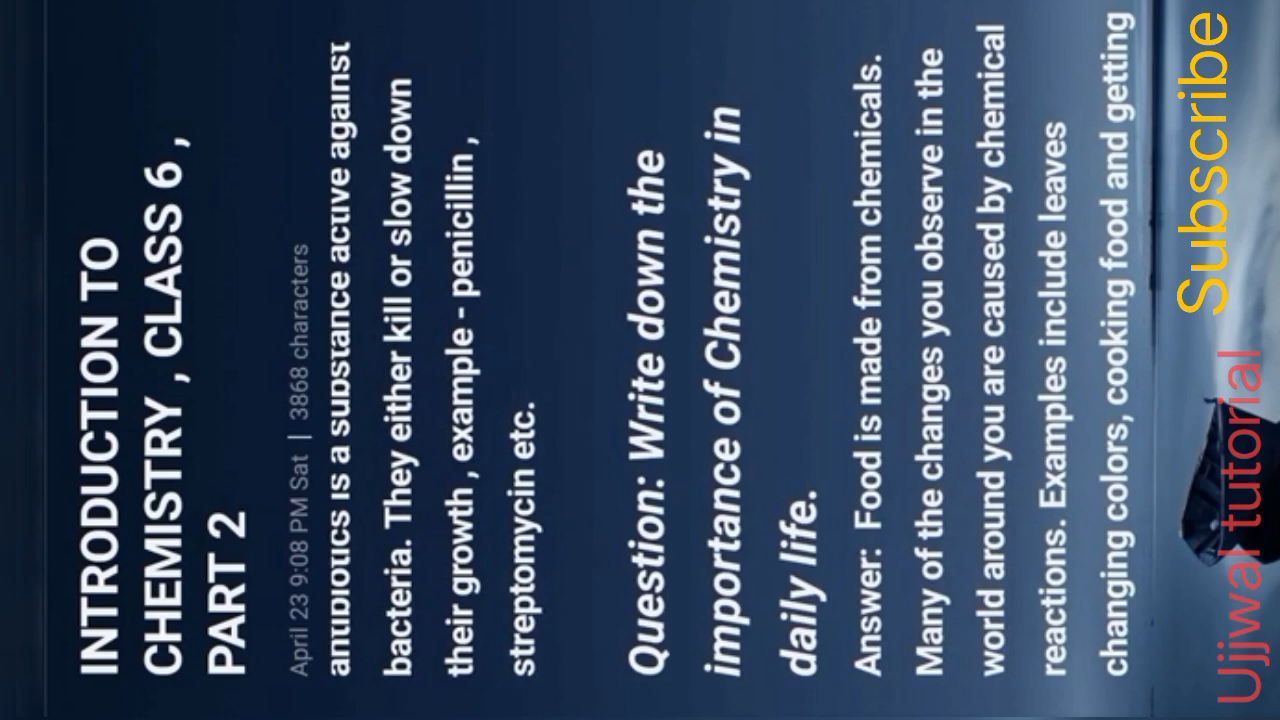 INTRODUCTION TO
CHEMISTRY , CLASS 6 ,
PART 2
April 23 9:08 PM Sat | 3868 characters
antibiotics is a substance active against
bacteria. They either kill or slow down
their growth , example - penicillin ,
streptomycin etc.
Question: Write down the
importance of Chemistry in
daily life.
Answer: Food is made from chemicals.
Many of the changes you observe in the
world around you are caused by chemical
reactions. Examples include leaves
changing colors, cooking food and getting
Ujjwal tutorial Subscribe